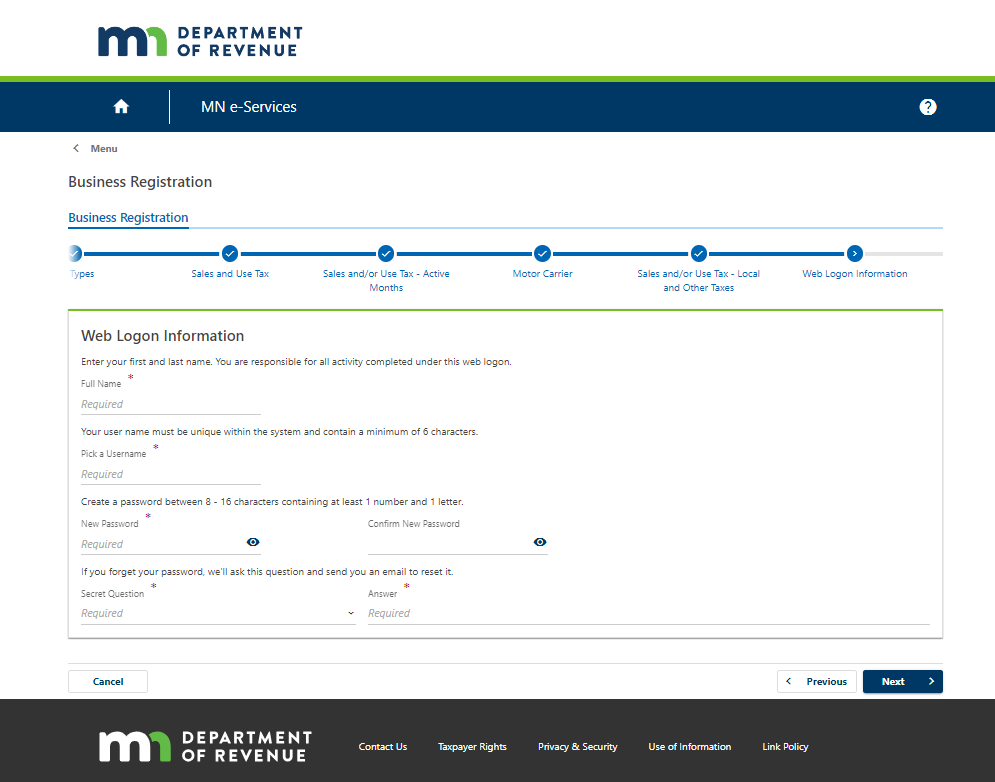 mn DEPARTMENT
OF REVENUE
MN e-Services
?
Menu
Business Registration
Business Registration
Types
Sales and Use Tax
Sales and/or Use Tax - Active
Months
Motor Carrier
Sales and/or Use Tax - Local
and Other Taxes
Web Logon Information
Web Logon Information
Enter your first and last name. You are responsible for all activity completed under this web logon.
Full Name *
Required
Your user name must be unique within the system and contain a minimum of 6 characters.
Pick a Username *
Required
Create a password between 8 - 16 characters containing at least 1 number and 1 letter.
New Password * Confirm New Password
Required
If you forget your password, we'll ask this question and send you an email to reset it.
Secret Question * Answer *
Required Required
Cancel < Previous Next >
mn DEPARTMENT
OF REVENUE
Contact Us Taxpayer Rights Privacy & Security Use of Information Link Policy